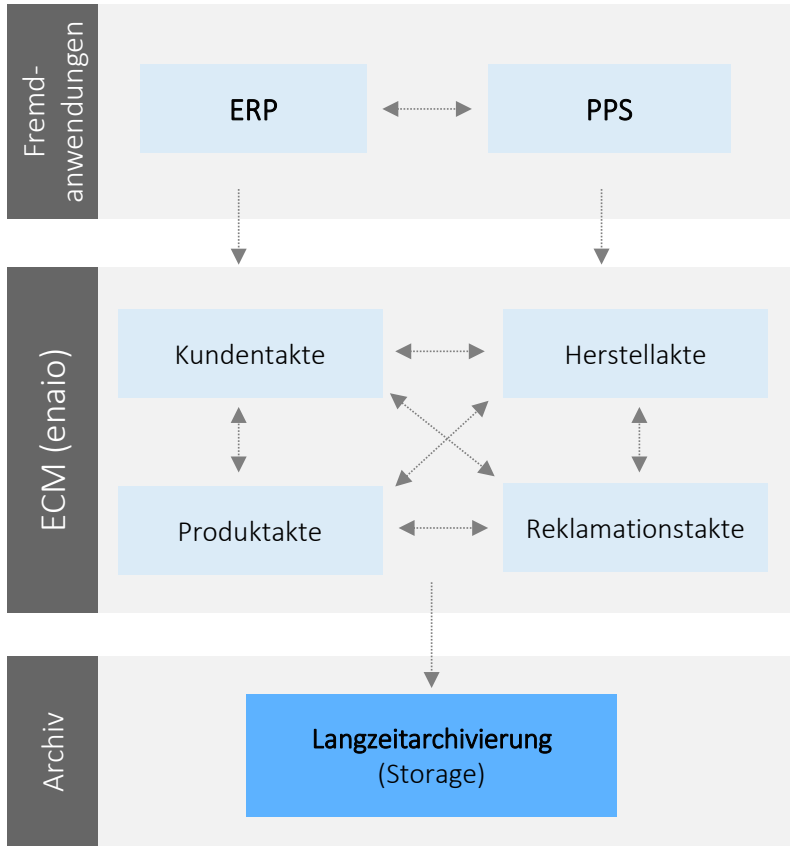 Fremd-
anwendungen
ERP
PPS
ECM (enaio)
Kundentakte
Herstellakte
Produktakte
Reklamationstakte
Archiv
Langzeitarchivierung
(Storage)